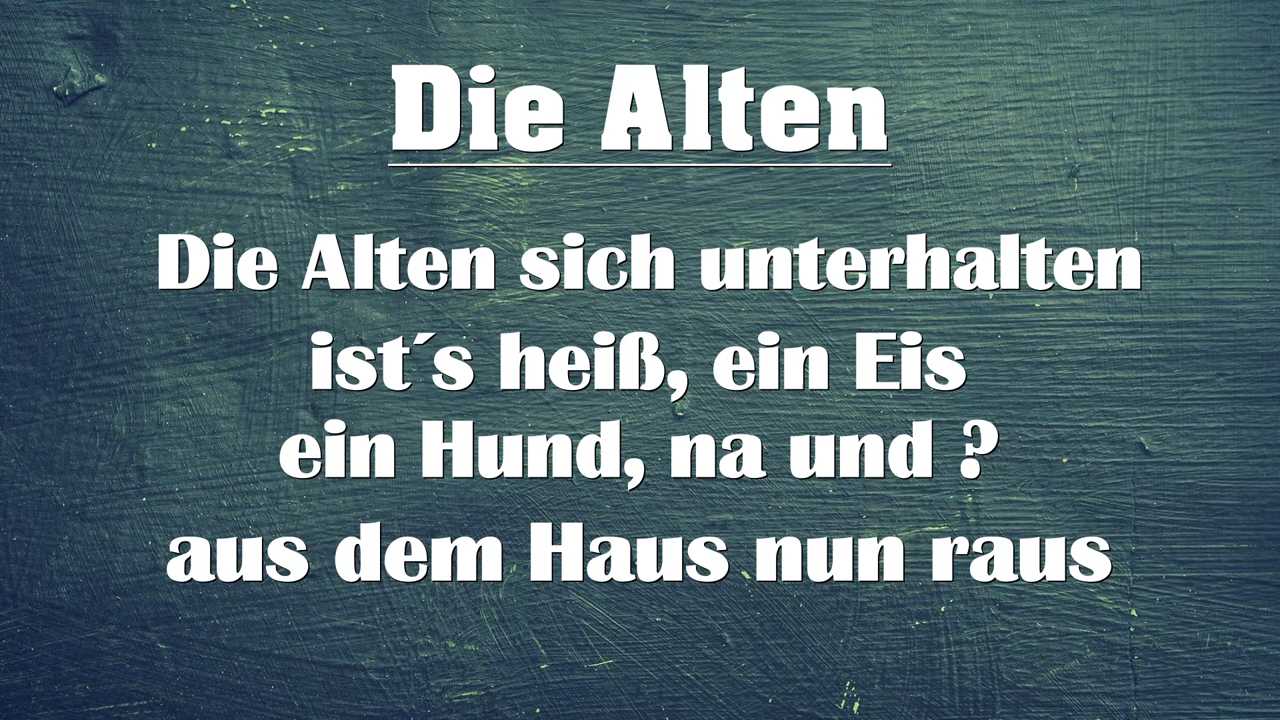 Die Alten
Die Alten sich unterhalten
ist´s heiß, ein Eis
ein Hund, na und ?
aus dem Haus nun raus